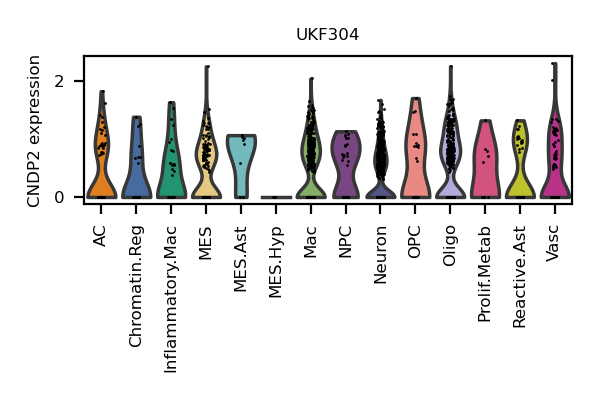 UKF304
CNDP2 expression
2
0
AC
Chromatin.Reg
Inflammatory.Mac
MES
MES.Ast
MES.Hyp
Mac
NPC
Neuron
OPC
Oligo
Prolif.Metab
Reactive.Ast
Vasc